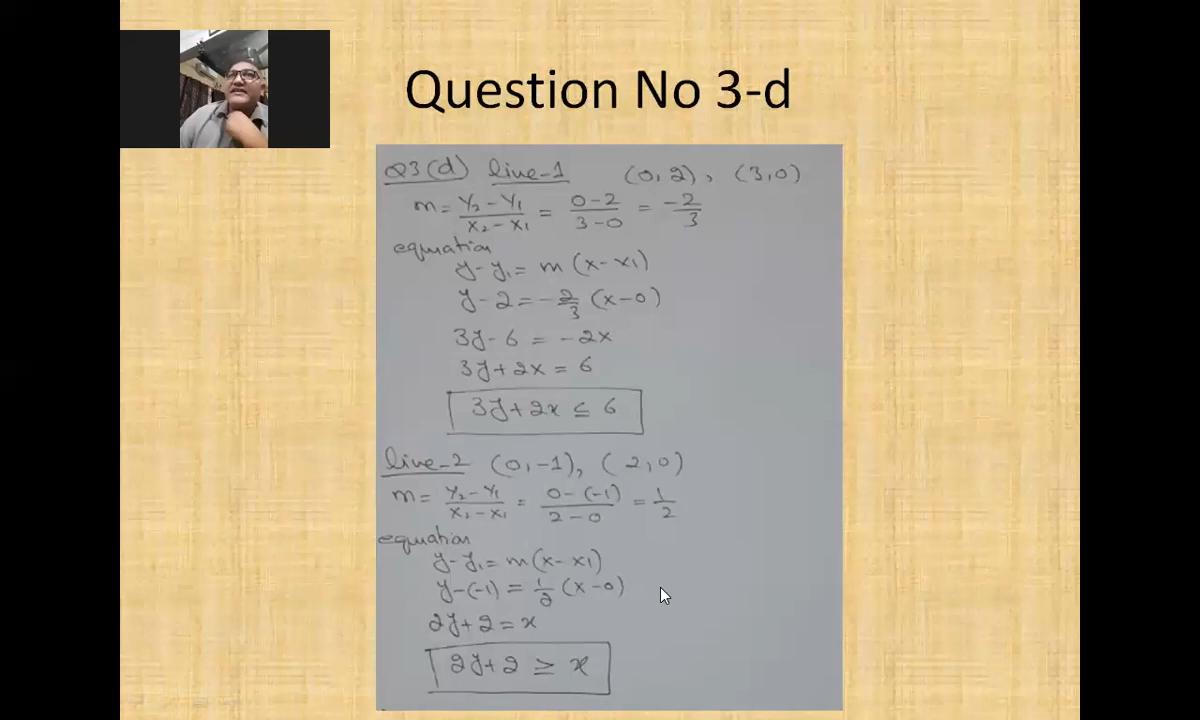 Question No 3-d
Q3(d) line-1 (0,2), (3,0)
m = y₂-y₁/x₂-x₁ = 0-2/3-0 = -2/3
equation
y-y₁ = m(x-x₁)
y-2 = -2/3 (x-0)
3y-6 = -2x
3y+2x = 6
3y+2x ≤ 6
line-2 (0,-1), (2,0)
m = y₂-y₁/x₂-x₁ = 0-(-1)/2-0 = 1/2
equation
y-y₁ = m(x-x₁)
y-(-1) = 1/2 (x-0)
2y+2 = x
2y+2 ≥ x